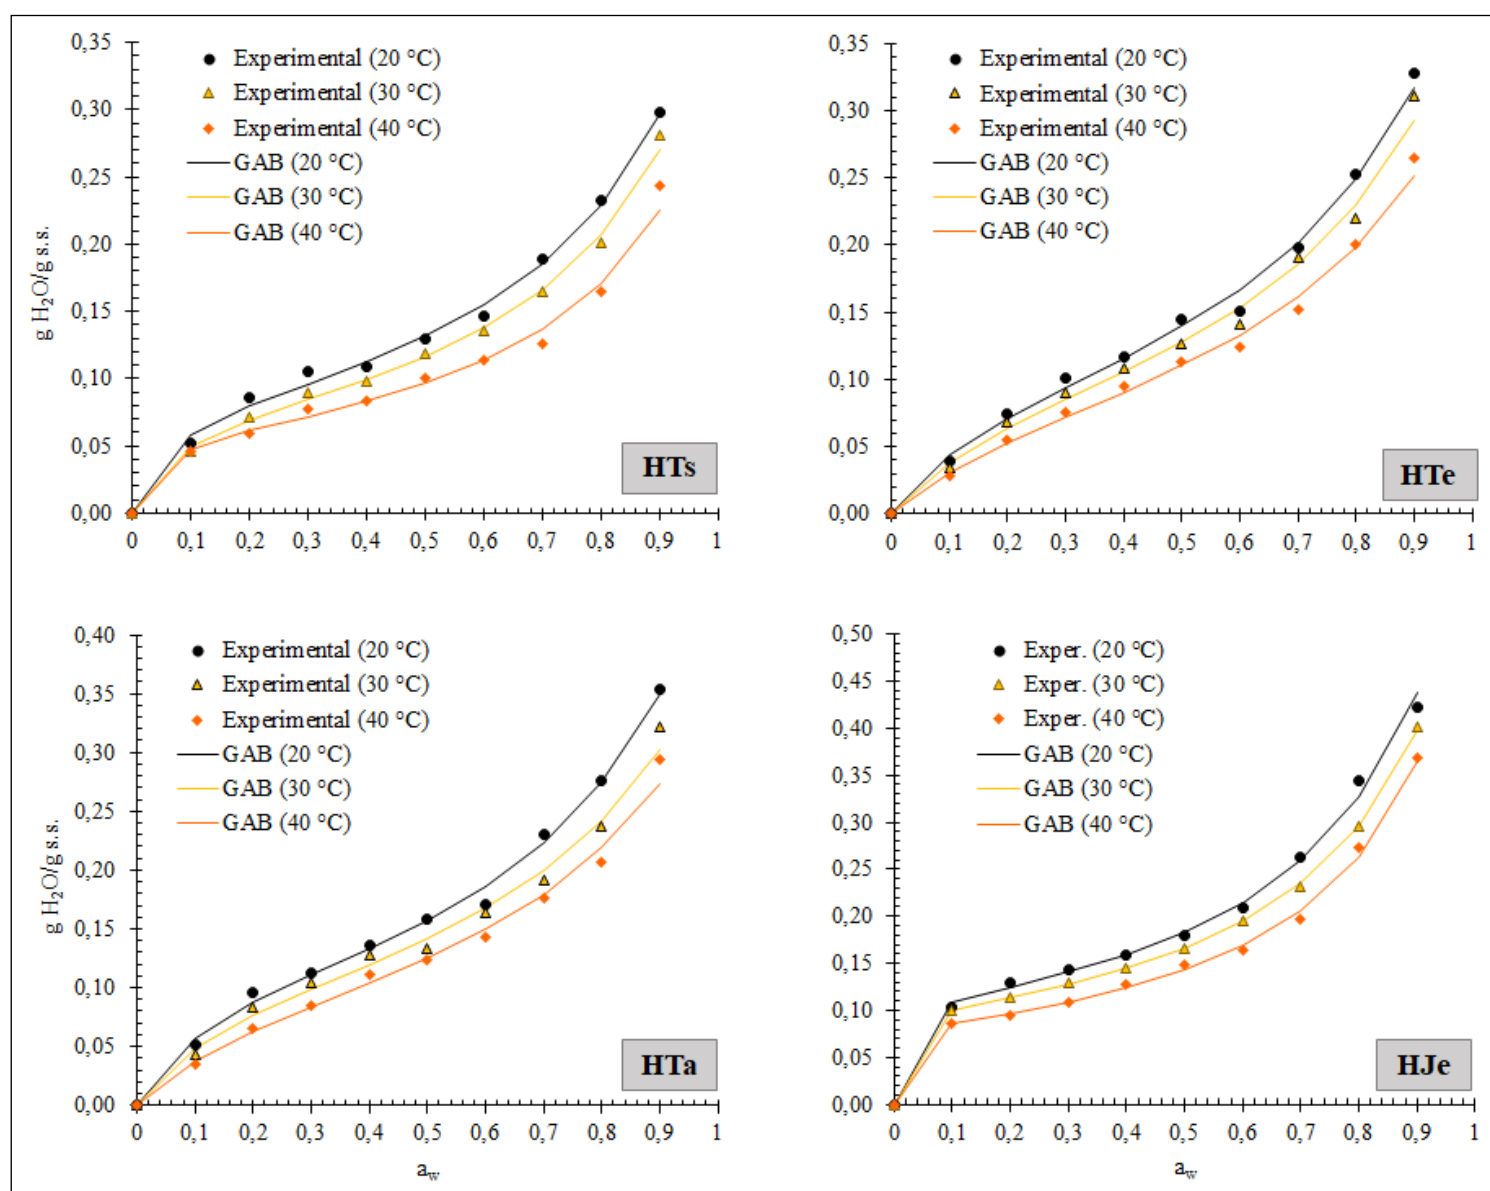 0,35
0,30
0,25
0,20
0,15
0,10
0,05
0,00
g H₂O/g s.s.
Experimental (20 °C)
Experimental (30 °C)
Experimental (40 °C)
GAB (20 °C)
GAB (30 °C)
GAB (40 °C)
HTs
0 0,1 0,2 0,3 0,4 0,5 0,6 0,7 0,8 0,9 1
0,35
0,30
0,25
0,20
0,15
0,10
0,05
0,00
Experimental (20 °C)
Experimental (30 °C)
Experimental (40 °C)
GAB (20 °C)
GAB (30 °C)
GAB (40 °C)
HTe
0 0,1 0,2 0,3 0,4 0,5 0,6 0,7 0,8 0,9 1
0,40
0,35
0,30
0,25
0,20
0,15
0,10
0,05
0,00
g H₂O/g s.s.
Experimental (20 °C)
Experimental (30 °C)
Experimental (40 °C)
GAB (20 °C)
GAB (30 °C)
GAB (40 °C)
HTa
0 0,1 0,2 0,3 0,4 0,5 0,6 0,7 0,8 0,9 1
a_w
0,50
0,45
0,40
0,35
0,30
0,25
0,20
0,15
0,10
0,05
0,00
Exper. (20 °C)
Exper. (30 °C)
Exper. (40 °C)
GAB (20 °C)
GAB (30 °C)
GAB (40 °C)
HJe
0 0,1 0,2 0,3 0,4 0,5 0,6 0,7 0,8 0,9 1
a_w